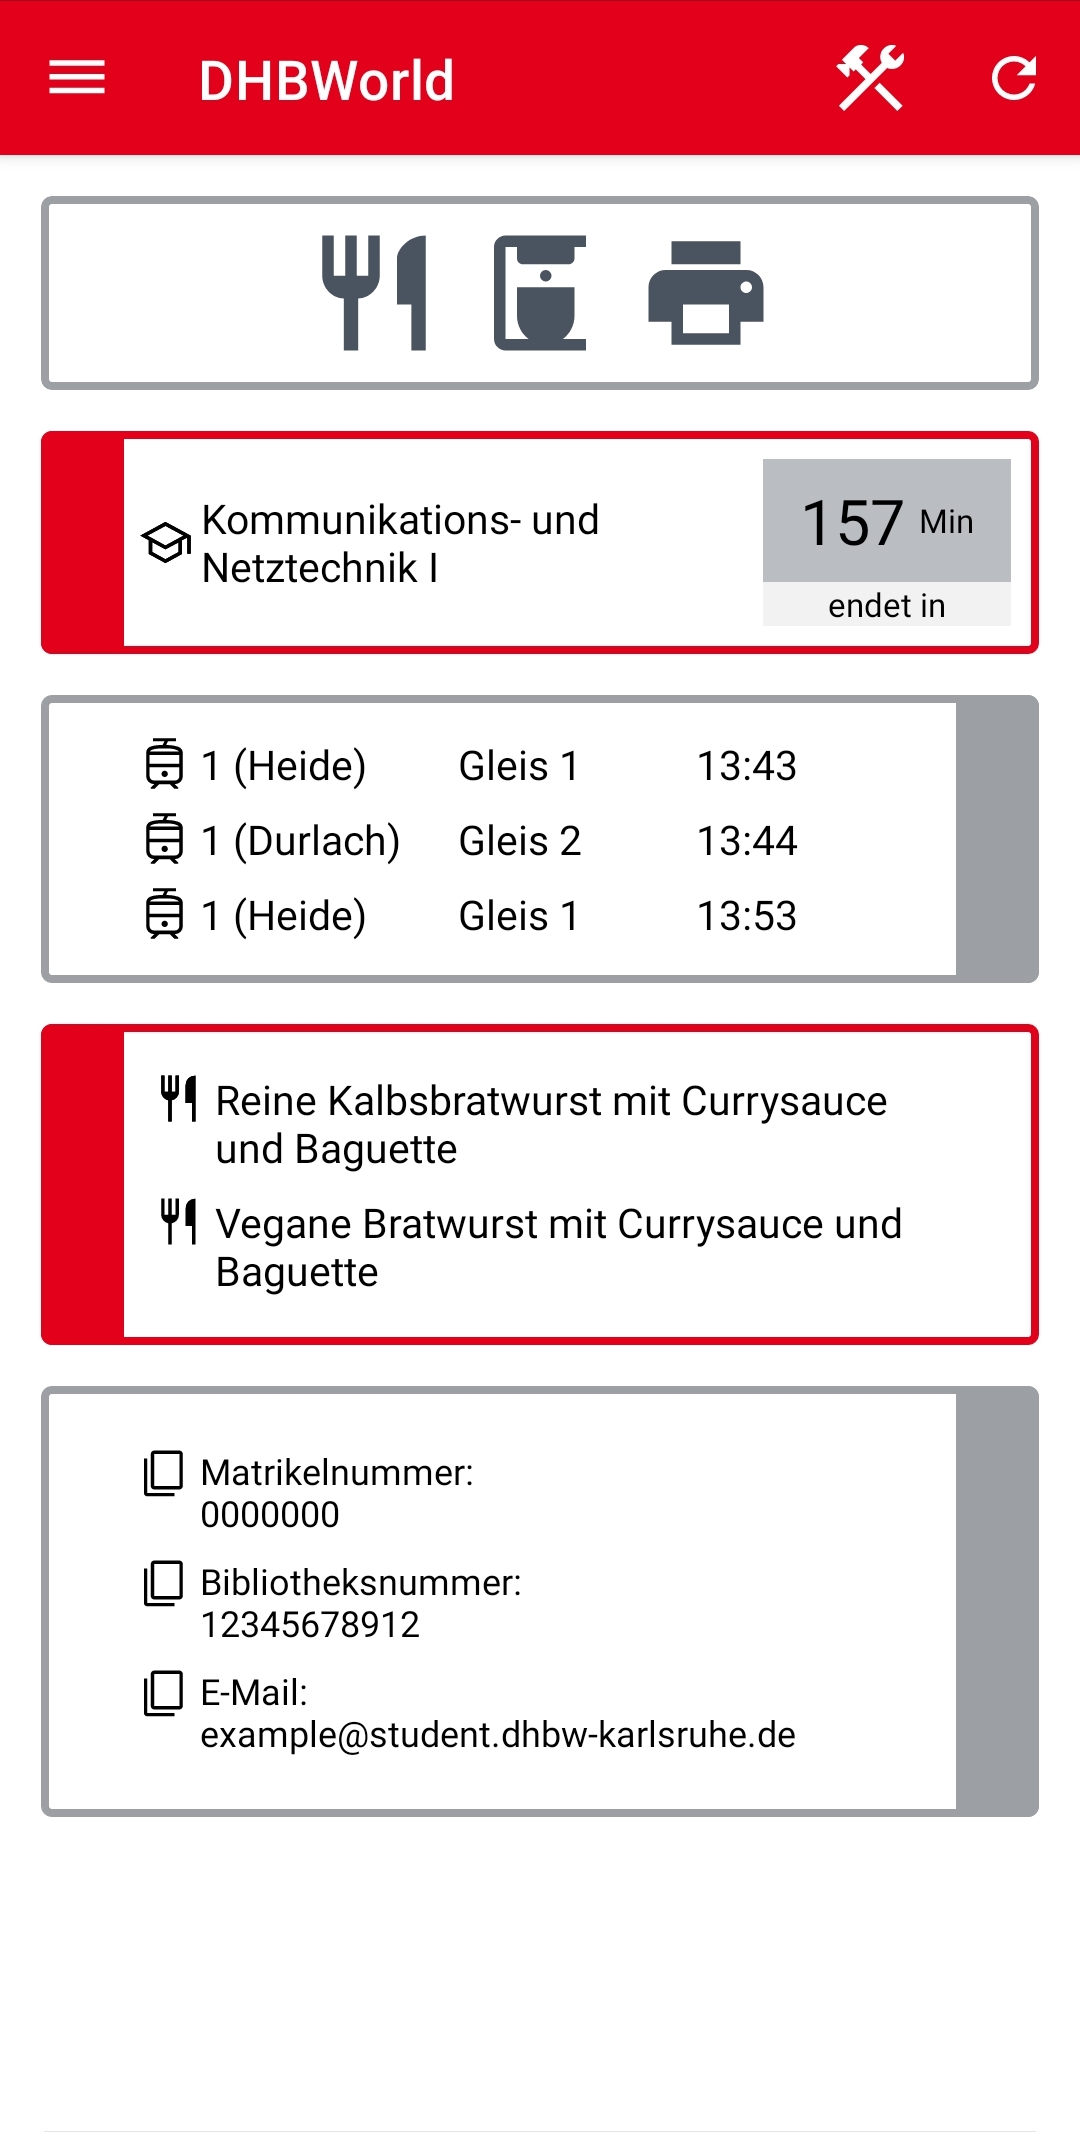 DHBWorld
Kommunikations- und
Netztechnik I
157 Min
endet in
1 (Heide) Gleis 1 13:43
1 (Durlach) Gleis 2 13:44
1 (Heide) Gleis 1 13:53
Reine Kalbsbratwurst mit Currysauce
und Baguette
Vegane Bratwurst mit Currysauce und
Baguette
Matrikelnummer:
0000000
Bibliotheksnummer:
12345678912
E-Mail:
example@student.dhbw-karlsruhe.de